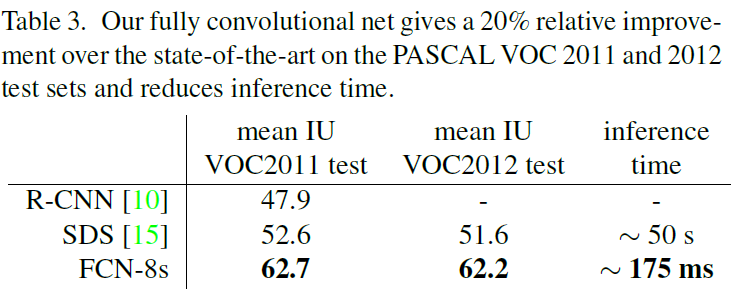 Table 3. Our fully convolutional net gives a 20% relative improve-
ment over the state-of-the-art on the PASCAL VOC 2011 and 2012
test sets and reduces inference time.
mean IU mean IU inference
VOC2011 test VOC2012 test time
R-CNN [10] 47.9 - -
SDS [15] 52.6 51.6 ∼ 50 s
FCN-8s 62.7 62.2 ∼ 175 ms